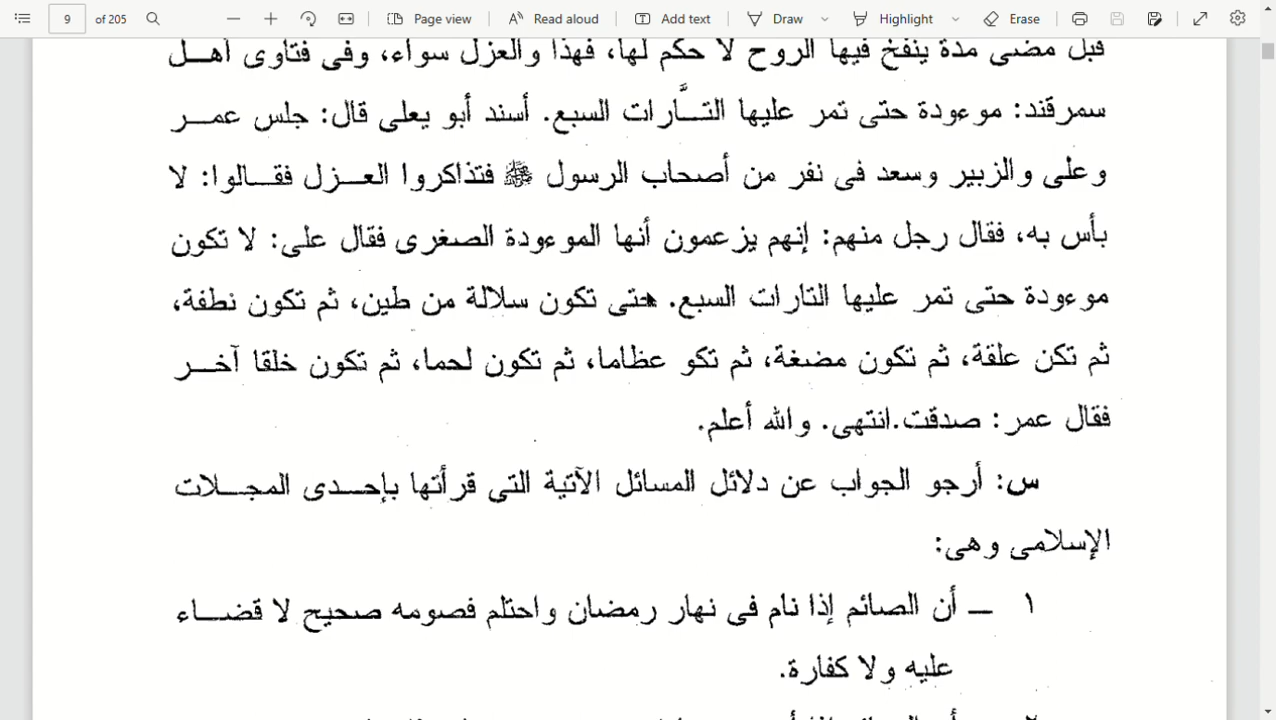 9 of 205 Page view Read aloud Add text Draw Highlight Erase
قبل مضى مدة ينفخ فيها الروح لا حكم لها، فهذا والعزل سواء، وفى فتاوى أهل
سمرقند: موءودة حتى تمر عليها التَّارات السبع. أسند أبو يعلى قال: جلس عمر
وعلى والزبير وسعد فى نفر من أصحاب الرسول ﷺ فتذاكروا العزل فقالوا: لا
بأس به، فقال رجل منهم: إنهم يزعمون أنها الموءودة الصغرى فقال على: لا تكون
موءودة حتى تمر عليها التارات السبع. حتى تكون سلالة من طين، ثم تكون نطفة،
ثم تكن علقة، ثم تكون مضغة، ثم تكو عظاما، ثم تكون لحما، ثم تكون خلقا آخر
فقال عمر: صدقت.انتهى. والله أعلم.
س: أرجو الجواب عن دلائل المسائل الآتية التى قرأتها بإحدى المجلات
الإسلامى وهى:
١ ــ أن الصائم إذا نام فى نهار رمضان واحتلم فصومه صحيح لا قضاء
عليه ولا كفارة.